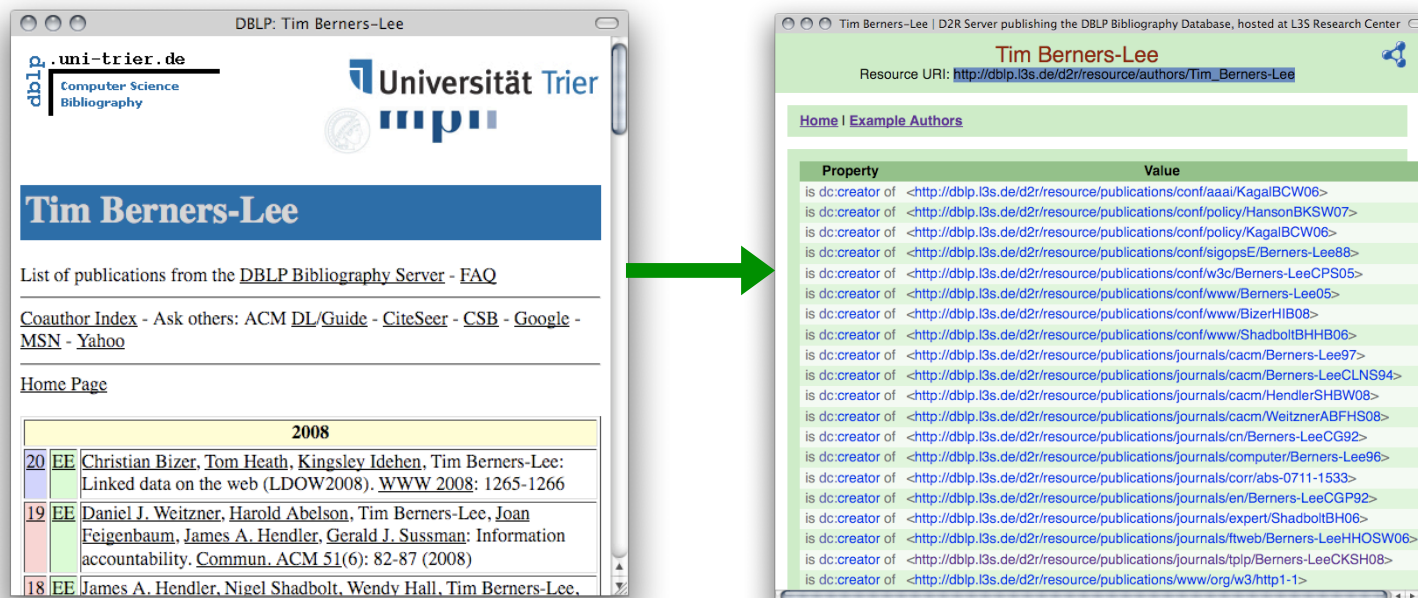 DBLP: Tim Berners-Lee
dblp
.uni-trier.de
Computer Science
Bibliography
Universität Trier
mpii
Tim Berners-Lee
List of publications from the DBLP Bibliography Server - FAQ
Coauthor Index - Ask others: ACM DL/Guide - CiteSeer - CSB - Google -
MSN - Yahoo
Home Page
2008
20 EE Christian Bizer, Tom Heath, Kingsley Idehen, Tim Berners-Lee:
Linked data on the web (LDOW2008). WWW 2008: 1265-1266
19 EE Daniel J. Weitzner, Harold Abelson, Tim Berners-Lee, Joan
Feigenbaum, James A. Hendler, Gerald J. Sussman: Information
accountability. Commun. ACM 51(6): 82-87 (2008)
18 EE James A. Hendler, Nigel Shadbolt, Wendy Hall, Tim Berners-Lee,
Tim Berners-Lee | D2R Server publishing the DBLP Bibliography Database, hosted at L3S Research Center
Tim Berners-Lee
Resource URI: http://dblp.l3s.de/d2r/resource/authors/Tim_Berners-Lee
Home | Example Authors
Property Value
is dc:creator of <http://dblp.l3s.de/d2r/resource/publications/conf/aaai/KagalBCW06>
is dc:creator of <http://dblp.l3s.de/d2r/resource/publications/conf/policy/HansonBKSW07>
is dc:creator of <http://dblp.l3s.de/d2r/resource/publications/conf/policy/KagalBCW06>
is dc:creator of <http://dblp.l3s.de/d2r/resource/publications/conf/sigopsE/Berners-Lee88>
is dc:creator of <http://dblp.l3s.de/d2r/resource/publications/conf/w3c/Berners-LeeCPS05>
is dc:creator of <http://dblp.l3s.de/d2r/resource/publications/conf/www/Berners-Lee05>
is dc:creator of <http://dblp.l3s.de/d2r/resource/publications/conf/www/BizerHIB08>
is dc:creator of <http://dblp.l3s.de/d2r/resource/publications/conf/www/ShadboltBHHB06>
is dc:creator of <http://dblp.l3s.de/d2r/resource/publications/journals/cacm/Berners-Lee97>
is dc:creator of <http://dblp.l3s.de/d2r/resource/publications/journals/cacm/Berners-LeeCLNS94>
is dc:creator of <http://dblp.l3s.de/d2r/resource/publications/journals/cacm/HendlerSHBW08>
is dc:creator of <http://dblp.l3s.de/d2r/resource/publications/journals/cacm/WeitznerABFHS08>
is dc:creator of <http://dblp.l3s.de/d2r/resource/publications/journals/cn/Berners-LeeCG92>
is dc:creator of <http://dblp.l3s.de/d2r/resource/publications/journals/computer/Berners-Lee96>
is dc:creator of <http://dblp.l3s.de/d2r/resource/publications/journals/corr/abs-0711-1533>
is dc:creator of <http://dblp.l3s.de/d2r/resource/publications/journals/en/Berners-LeeCGP92>
is dc:creator of <http://dblp.l3s.de/d2r/resource/publications/journals/expert/ShadboltBH06>
is dc:creator of <http://dblp.l3s.de/d2r/resource/publications/journals/ftweb/Berners-LeeHHOSW06>
is dc:creator of <http://dblp.l3s.de/d2r/resource/publications/journals/tplp/Berners-LeeCKSH08>
is dc:creator of <http://dblp.l3s.de/d2r/resource/publications/www/org/w3/http1-1>